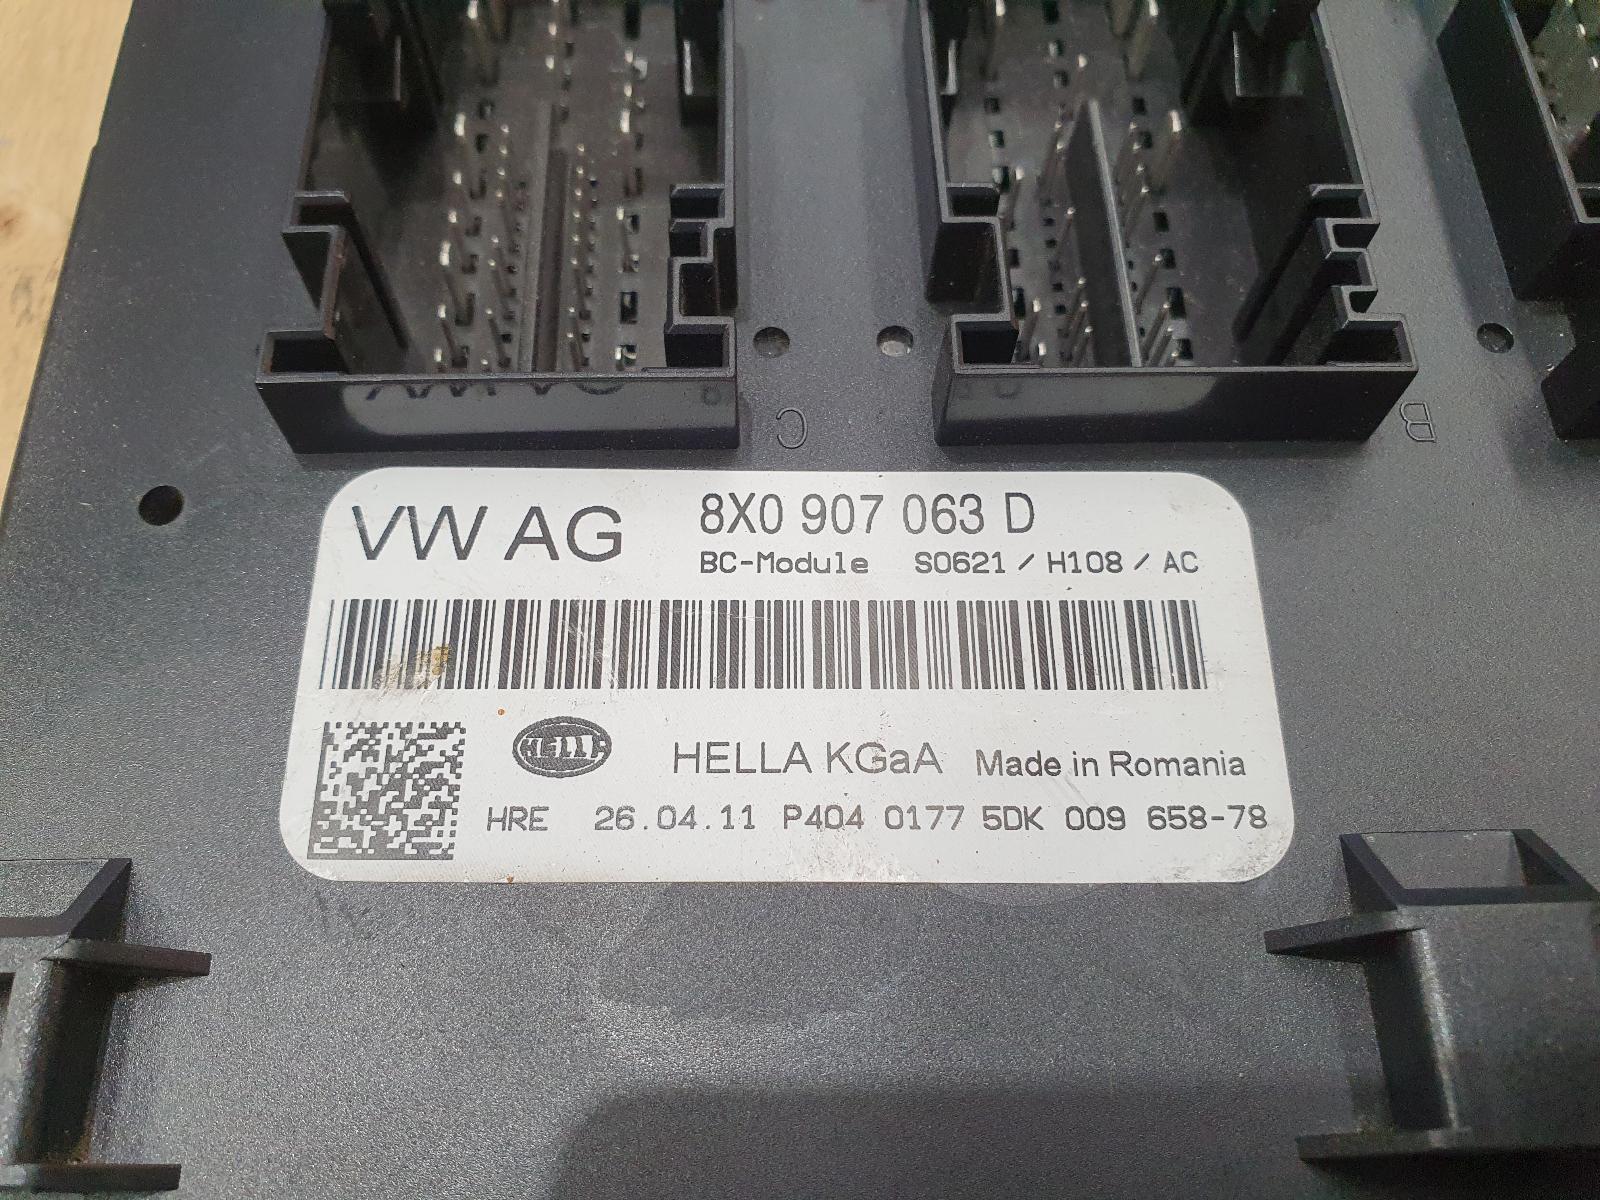 C
B
VW AG
8X0 907 063 D
BC-Module S0621 / H108 / AC
HELLA
HELLA KGaA Made in Romania
HRE 26.04.11 P404 0177 5DK 009 658-78